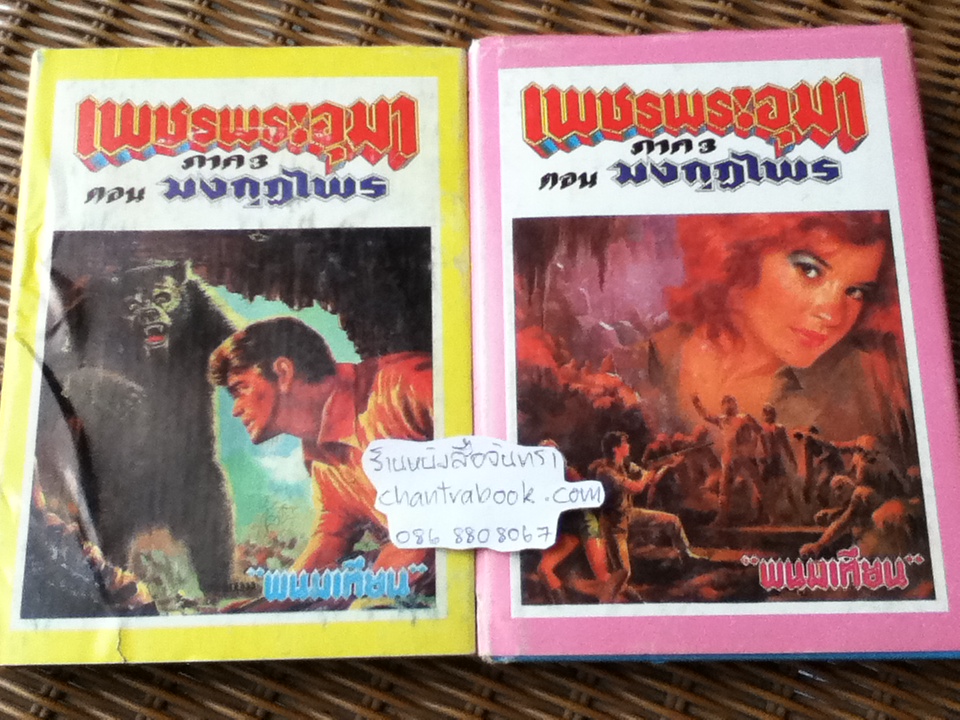 เพชรพระอุมา
ภาค ๓
ตอน มงกุฎไพร
"พนมเทียน"
เพชรพระอุมา
ภาค ๓
ตอน มงกุฎไพร
"พนมเทียน"
ร้านหนังสือจันทรา
chantrabook.com
086 8808067